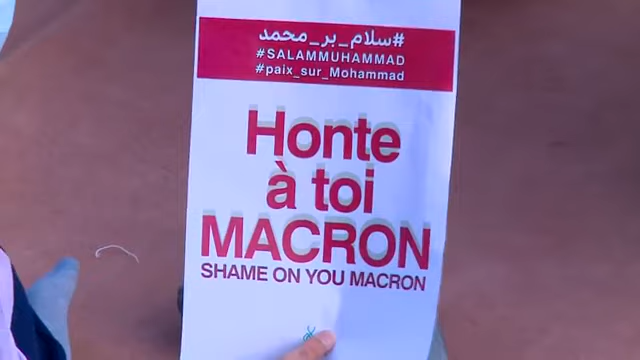 #سلام_بر_محمد
#SALAMMUHAMMAD
#paix_sur_Mohammad
Honte
à toi
MACRON
SHAME ON YOU MACRON